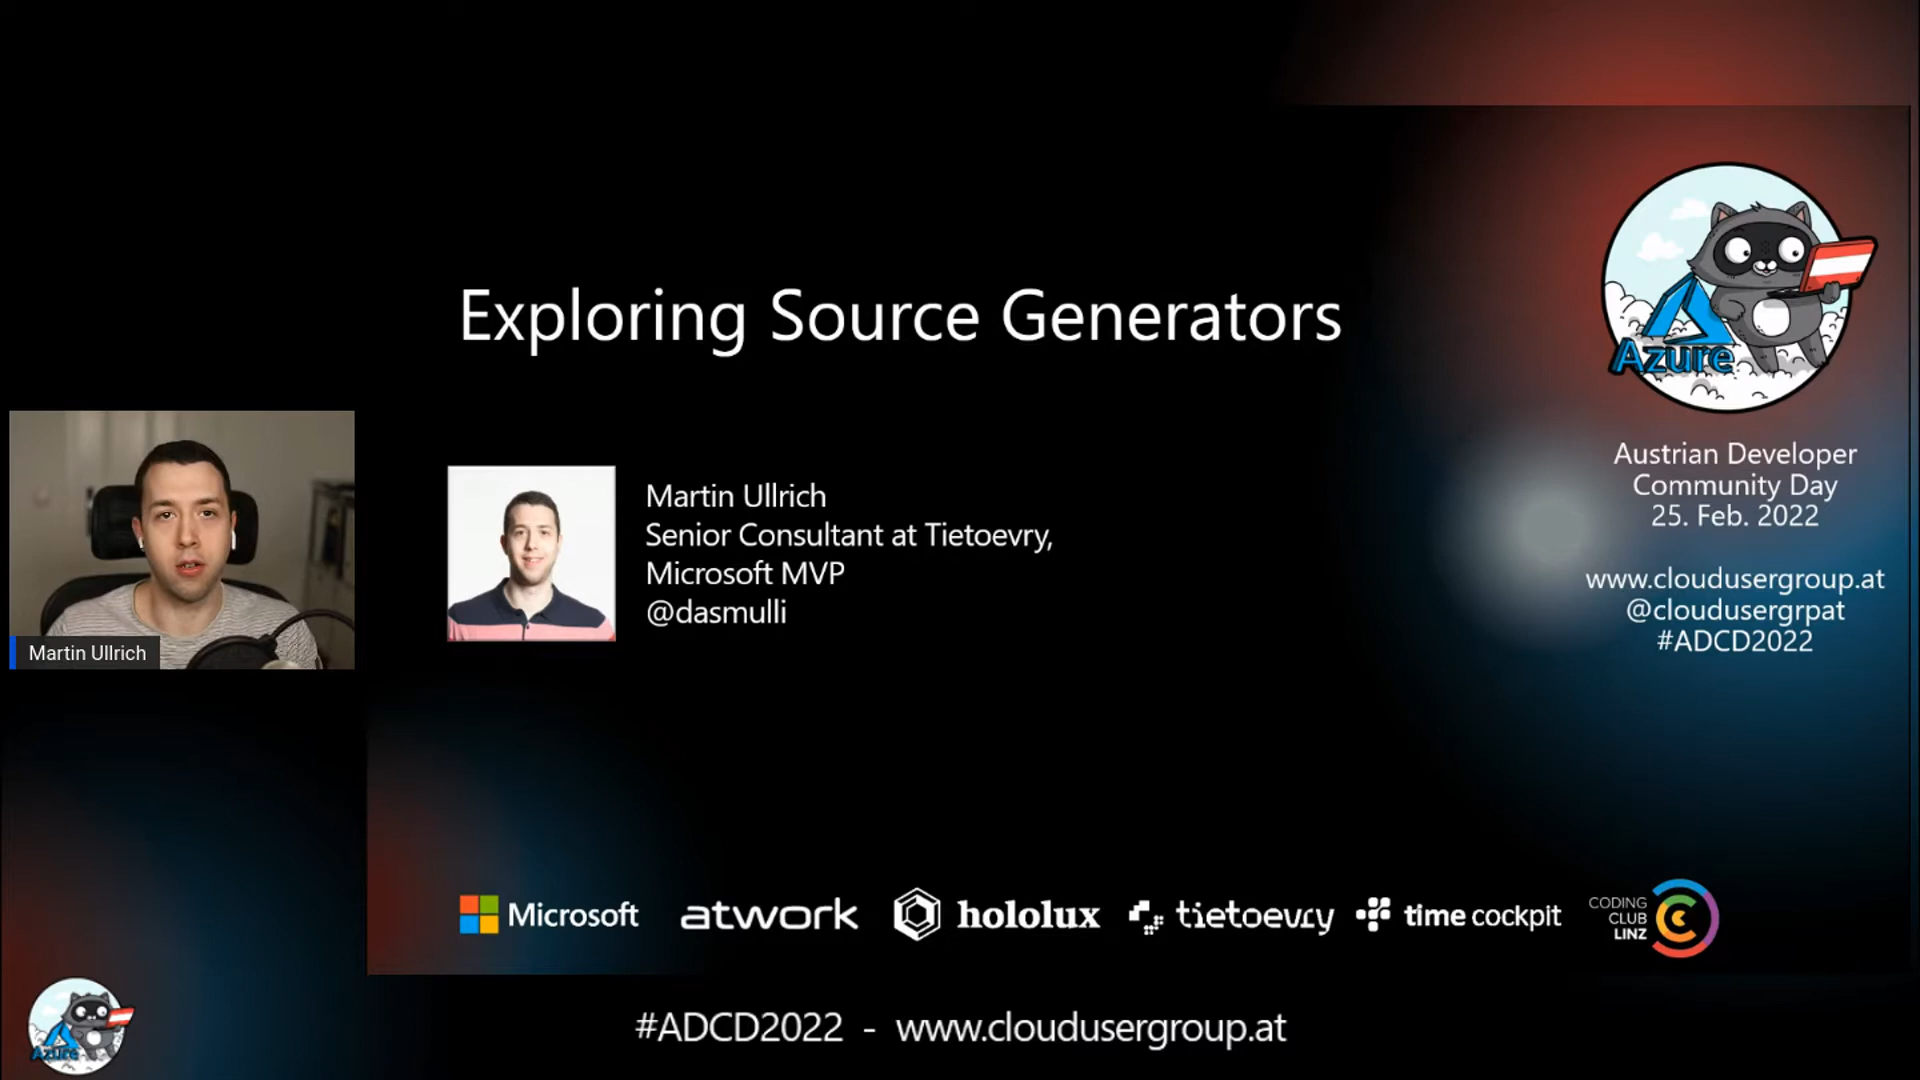 Exploring Source Generators
Martin Ullrich
Martin Ullrich
Senior Consultant at Tietoevry,
Microsoft MVP
@dasmulli
Azure
Austrian Developer
Community Day
25. Feb. 2022
www.cloudusergroup.at
@cloudusergrpat
#ADCD2022
Microsoft
atwork
hololux
tietoevry
time cockpit
CODING
CLUB
LINZ
Azure
#ADCD2022 - www.cloudusergroup.at